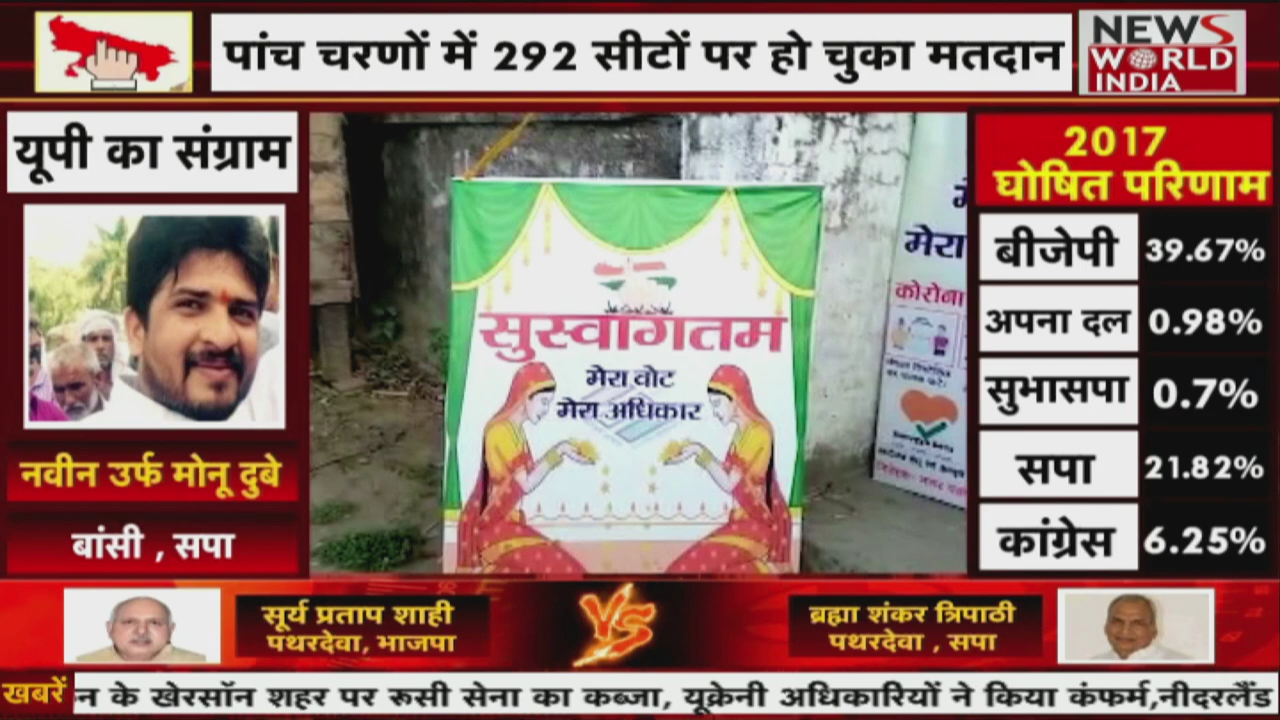 पांच चरणों में 292 सीटों पर हो चुका मतदान
NEWS
WORLD
INDIA
यूपी का संग्राम
नवीन उर्फ मोनू दुबे
बांसी , सपा
सुस्वागतम
मेरा वोट
मेरा अधिकार
मेरा
कोरोना
2017
घोषित परिणाम
बीजेपी 39.67%
अपना दल 0.98%
सुभासपा 0.7%
सपा 21.82%
कांग्रेस 6.25%
सूर्य प्रताप शाही
पथरदेवा, भाजपा
VS
ब्रह्मा शंकर त्रिपाठी
पथरदेवा , सपा
खबरें
न के खेरसॉन शहर पर रूसी सेना का कब्जा, यूक्रेनी अधिकारियों ने किया कंफर्म,नीदरलैंड